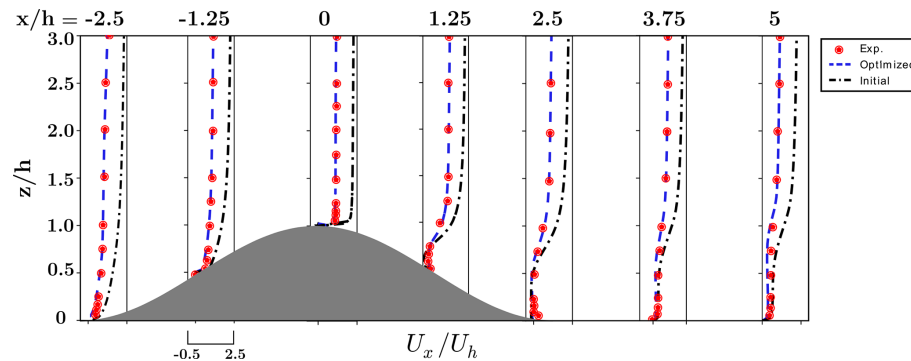 x/h = -2.5 -1.25 0 1.25 2.5 3.75 5
3.0
2.5
2.0
1.5
1.0
0.5
0
z/h
Exp.
OptImized
Initial
-0.5 2.5
U_x/U_h